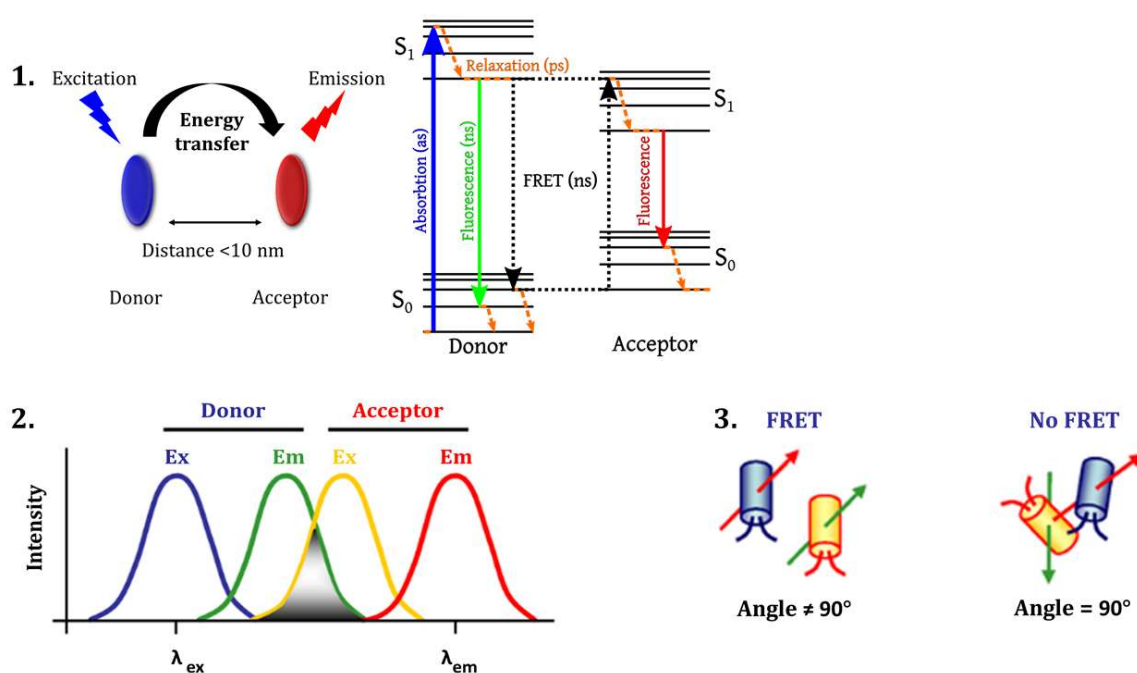 1.
Excitation
Emission
Energy
transfer
Distance <10 nm
Donor
Acceptor
S1
Relaxation (ps)
Absorbtion (as)
Fluorescence (ns)
FRET (ns)
S0
Donor
S1
Fluorescence
S0
Acceptor
2.
Donor
Acceptor
Ex
Em
Ex
Em
Intensity
λex
λem
3.
FRET
No FRET
Angle ≠ 90°
Angle = 90°